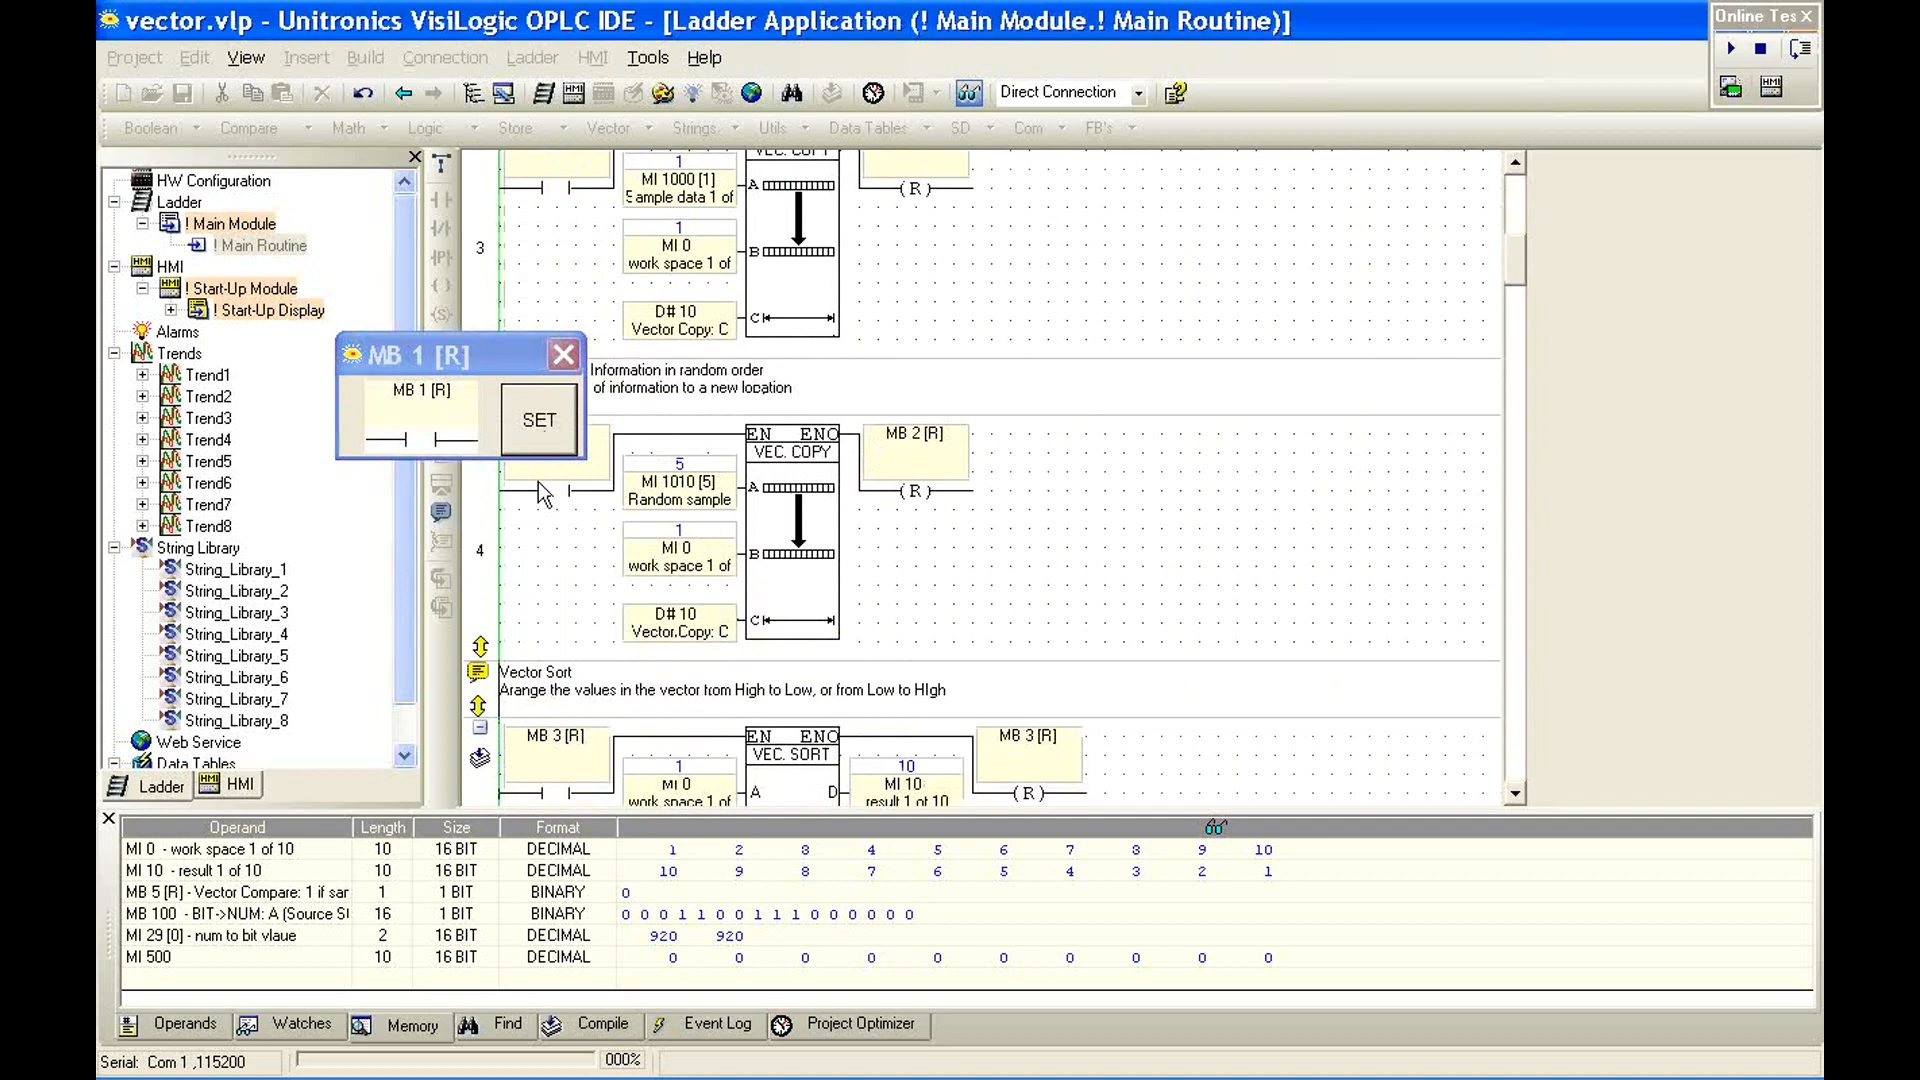 vector.vlp - Unitronics VisiLogic OPLC IDE - [Ladder Application (! Main Module.! Main Routine)]
Online Tes X
Project Edit View Insert Build Connection Ladder HMI Tools Help
HMI Direct Connection HMI
Boolean Compare Math Logic Store Vector Strings Utils Data Tables SD Com FB's
HW Configuration
Ladder
! Main Module
! Main Routine
HMI
! Start-Up Module
! Start-Up Display
Alarms
Trends
Trend1
Trend2
Trend3
Trend4
Trend5
Trend6
Trend7
Trend8
String Library
String_Library_1
String_Library_2
String_Library_3
String_Library_4
String_Library_5
String_Library_6
String_Library_7
String_Library_8
Web Service
Data Tables
Ladder HMI
VEC. COPY
1
MI 1000 [1]
Sample data 1 of
A
(R)
3
1
MI 0
work space 1 of
B
D# 10
Vector Copy: C
C
MB 1 [R]
MB 1 [R]
SET
Information in random order
of information to a new location
EN ENO
VEC. COPY
MB 2 [R]
5
MI 1010 [5]
Random sample
A
(R)
4
1
MI 0
work space 1 of
B
D# 10
Vector Copy: C
C
Vector Sort
Arange the values in the vector from High to Low, or from Low to HIgh
MB 3 [R]
EN ENO
VEC. SORT
MB 3 [R]
1
MI 0
work space 1 of
A D
10
MI 10
result 1 of 10
(R)
Operand Length Size Format
MI 0 - work space 1 of 10 10 16 BIT DECIMAL 1 2 3 4 5 6 7 8 9 10
MI 10 - result 1 of 10 10 16 BIT DECIMAL 10 9 8 7 6 5 4 3 2 1
MB 5 [R] - Vector Compare: 1 if sar 1 1 BIT BINARY 0
MB 100 - BIT->NUM: A (Source St 16 1 BIT BINARY 0 0 0 1 1 0 0 1 1 1 0 0 0 0 0 0
MI 29 [0] - num to bit vlaue 2 16 BIT DECIMAL 920 920
MI 500 10 16 BIT DECIMAL 0 0 0 0 0 0 0 0 0 0
Operands Watches Memory Find Compile Event Log Project Optimizer
Serial: Com 1 ,115200 000%